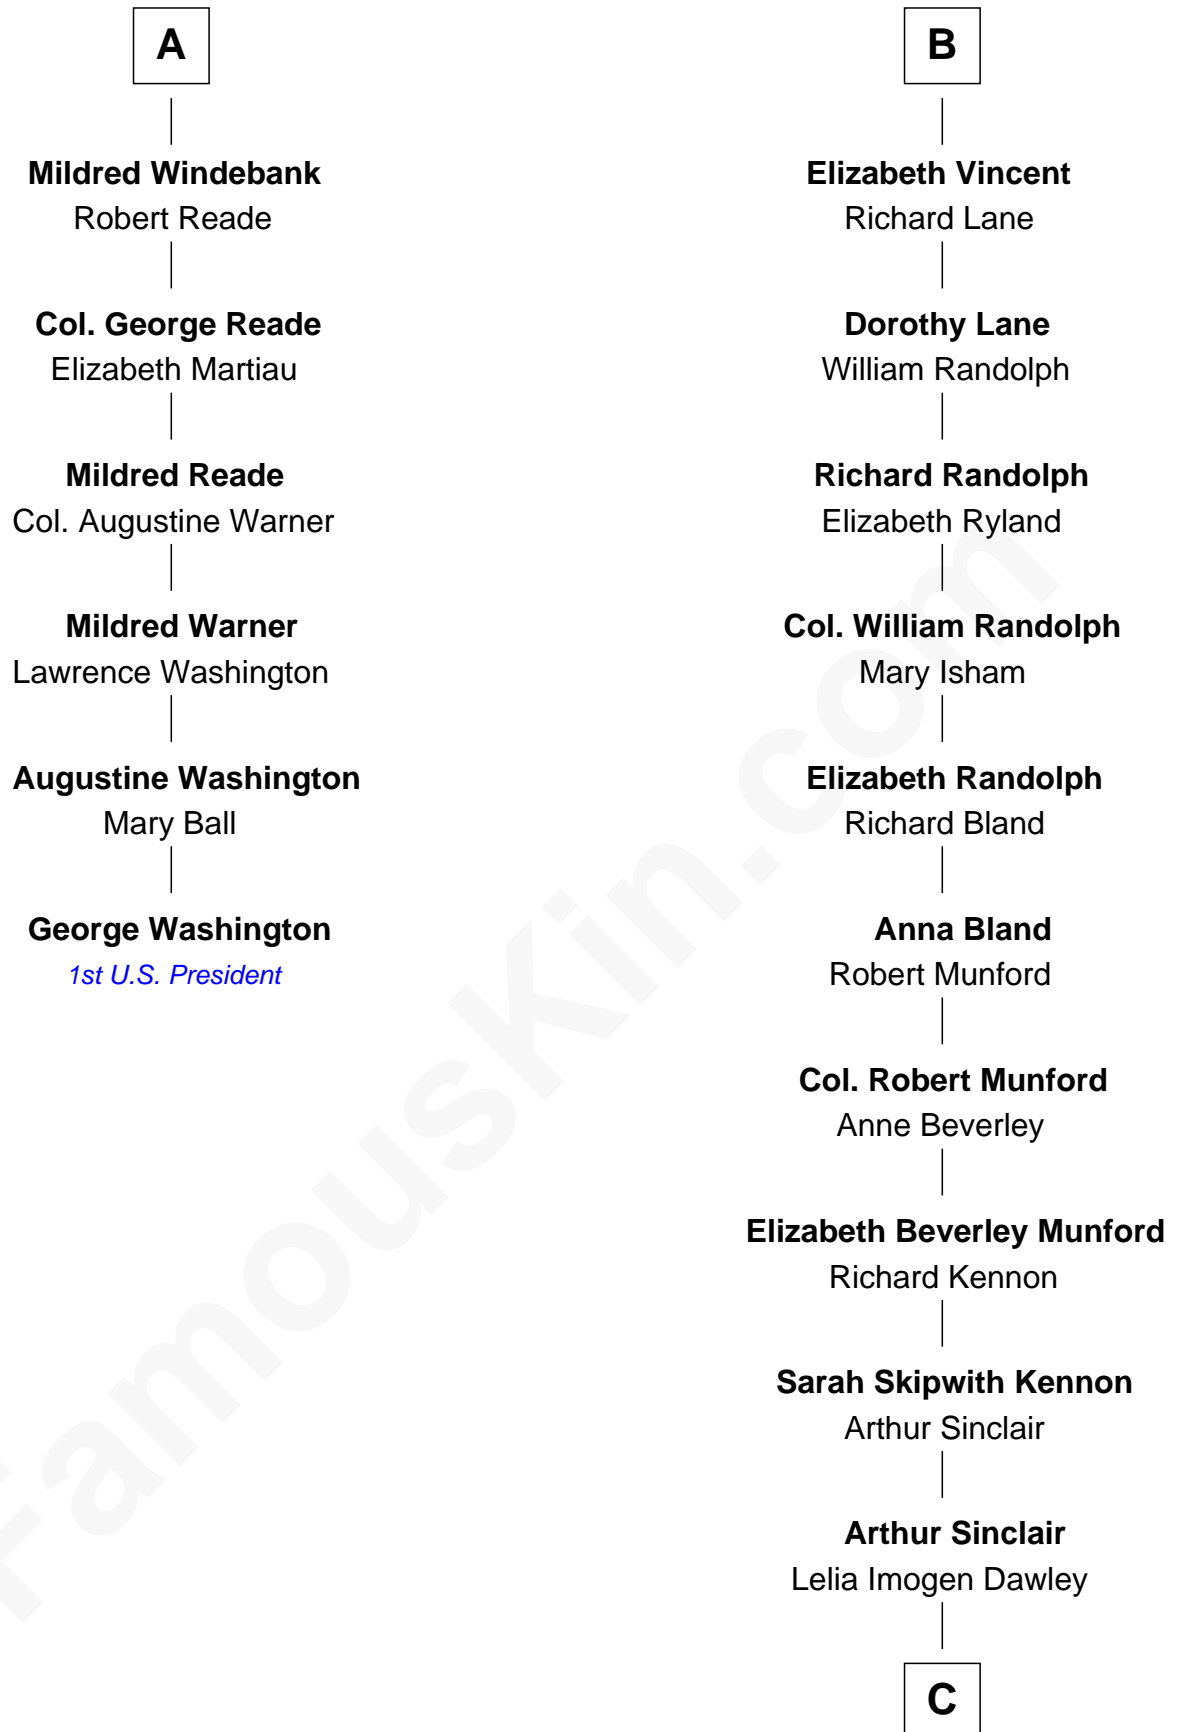 A
Mildred Windebank
Robert Reade
Col. George Reade
Elizabeth Martiau
Mildred Reade
Col. Augustine Warner
Mildred Warner
Lawrence Washington
Augustine Washington
Mary Ball
George Washington
1st U.S. President
B
Elizabeth Vincent
Richard Lane
Dorothy Lane
William Randolph
Richard Randolph
Elizabeth Ryland
Col. William Randolph
Mary Isham
Elizabeth Randolph
Richard Bland
Anna Bland
Robert Munford
Col. Robert Munford
Anne Beverley
Elizabeth Beverley Munford
Richard Kennon
Sarah Skipwith Kennon
Arthur Sinclair
Arthur Sinclair
Lelia Imogen Dawley
C
FamousKin.com